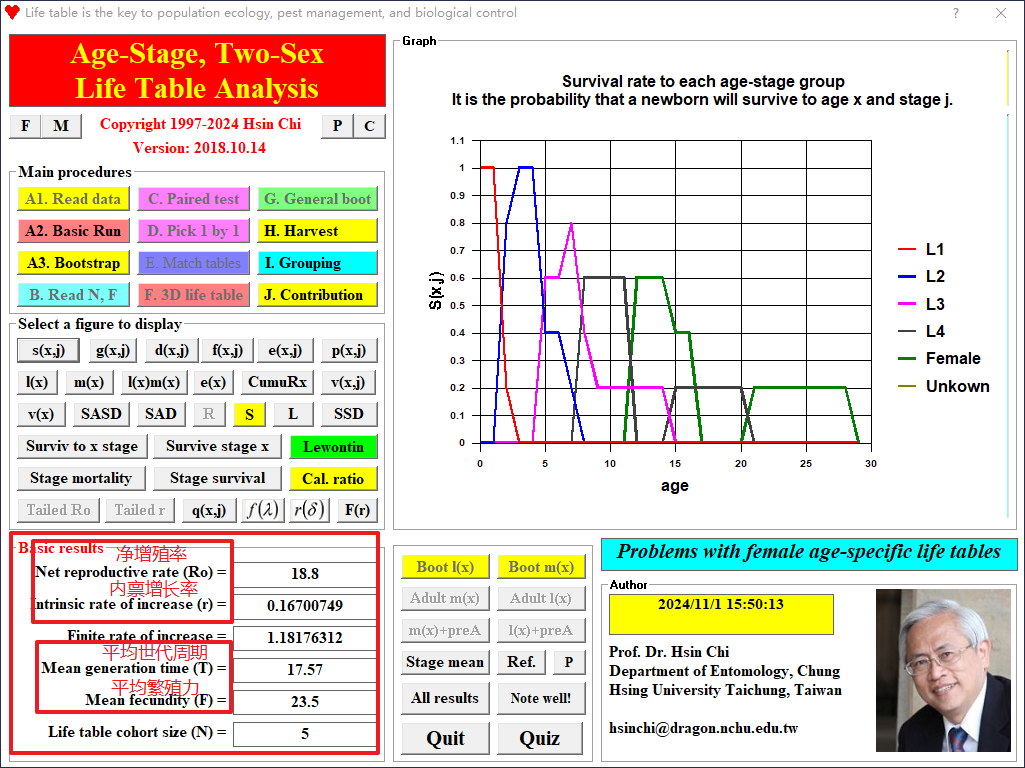 Life table is the key to population ecology, pest management, and biological control
?
Age-Stage, Two-Sex
Life Table Analysis
F
M
Copyright 1997-2024 Hsin Chi
P
C
Version: 2018.10.14
Main procedures
A1. Read data
C. Paired test
G. General boot
A2. Basic Run
D. Pick 1 by 1
H. Harvest
A3. Bootstrap
E. Match tables
I. Grouping
B. Read N, F
F. 3D life table
J. Contribution
Select a figure to display
s(x,j)
g(x,j)
d(x,j)
f(x,j)
e(x,j)
p(x,j)
l(x)
m(x)
l(x)m(x)
e(x)
CumuRx
v(x,j)
v(x)
SASD
SAD
R
S
L
SSD
Surviv to x stage
Survive stage x
Lewontin
Stage mortality
Stage survival
Cal. ratio
Tailed Ro
Tailed r
q(x,j)
f(λ)
r(δ)
F(r)
Basic results
净增殖率
Net reproductive rate (Ro) =
18.8
内禀增长率
Intrinsic rate of increase (r) =
0.16700749
Finite rate of increase =
1.18176312
平均世代周期
Mean generation time (T) =
17.57
平均繁殖力
Mean fecundity (F) =
23.5
Life table cohort size (N) =
5
Graph
Survival rate to each age-stage group
It is the probability that a newborn will survive to age x and stage j.
S(x,j)
1.1
1
0.9
0.8
0.7
0.6
0.5
0.4
0.3
0.2
0.1
0
0
5
10
15
20
25
30
age
L1
L2
L3
L4
Female
Unkown
Boot l(x)
Boot m(x)
Adult m(x)
Adult l(x)
m(x)+preA
l(x)+preA
Stage mean
Ref.
P
All results
Note well!
Quit
Quiz
Problems with female age-specific life tables
Author
2024/11/1 15:50:13
Prof. Dr. Hsin Chi
Department of Entomology, Chung
Hsing University Taichung, Taiwan
hsinchi@dragon.nchu.edu.tw